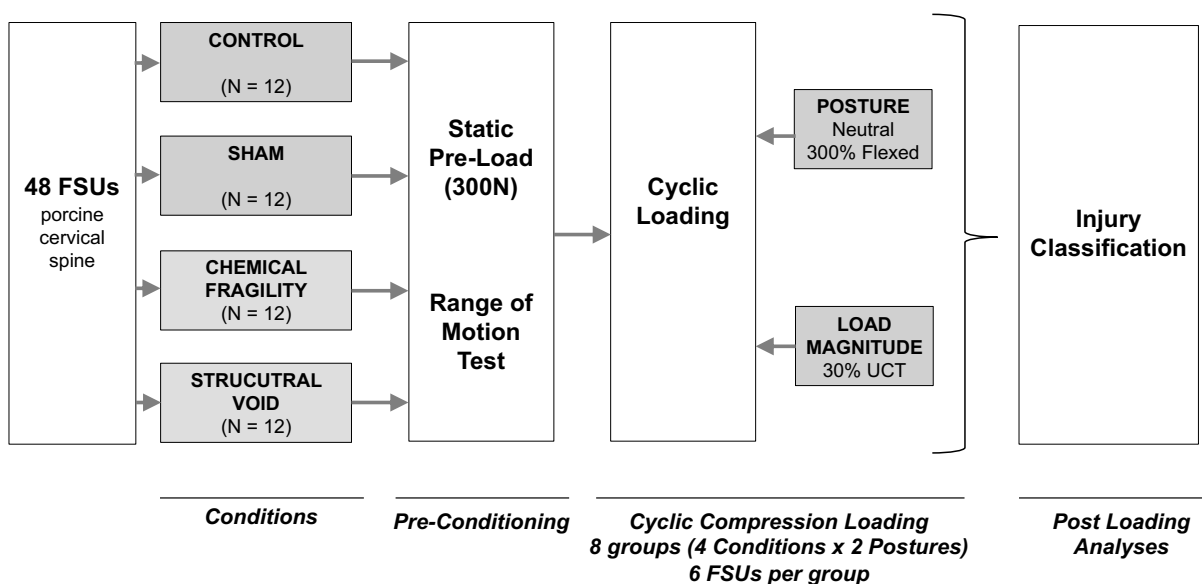 48 FSUs
porcine
cervical
spine
CONTROL
(N = 12)
SHAM
(N = 12)
CHEMICAL
FRAGILITY
(N = 12)
STRUCUTRAL
VOID
(N = 12)
Static
Pre-Load
(300N)
Range of
Motion
Test
Cyclic
Loading
POSTURE
Neutral
300% Flexed
LOAD
MAGNITUDE
30% UCT
Injury
Classification
Conditions
Pre-Conditioning
Cyclic Compression Loading
8 groups (4 Conditions x 2 Postures)
6 FSUs per group
Post Loading
Analyses